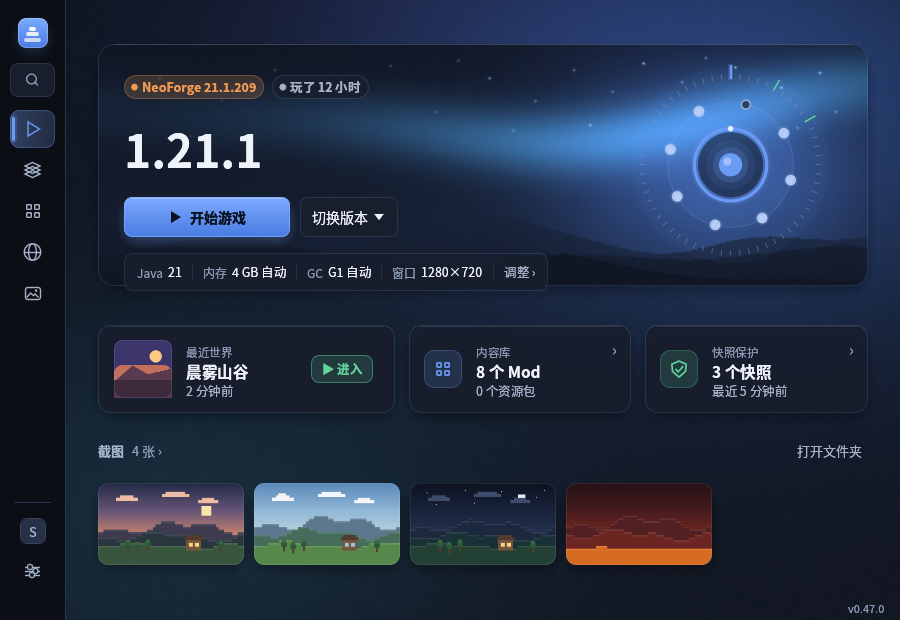 NeoForge 21.1.209
玩了 12 小时
1.21.1
开始游戏
切换版本
Java 21 内存 4 GB 自动 GC G1 自动 窗口 1280×720 调整 ›
最近世界
晨雾山谷
2 分钟前
进入
内容库 ›
8 个 Mod
0 个资源包
快照保护 ›
3 个快照
最近 5 分钟前
截图 4 张 ›
打开文件夹
S
v0.47.0